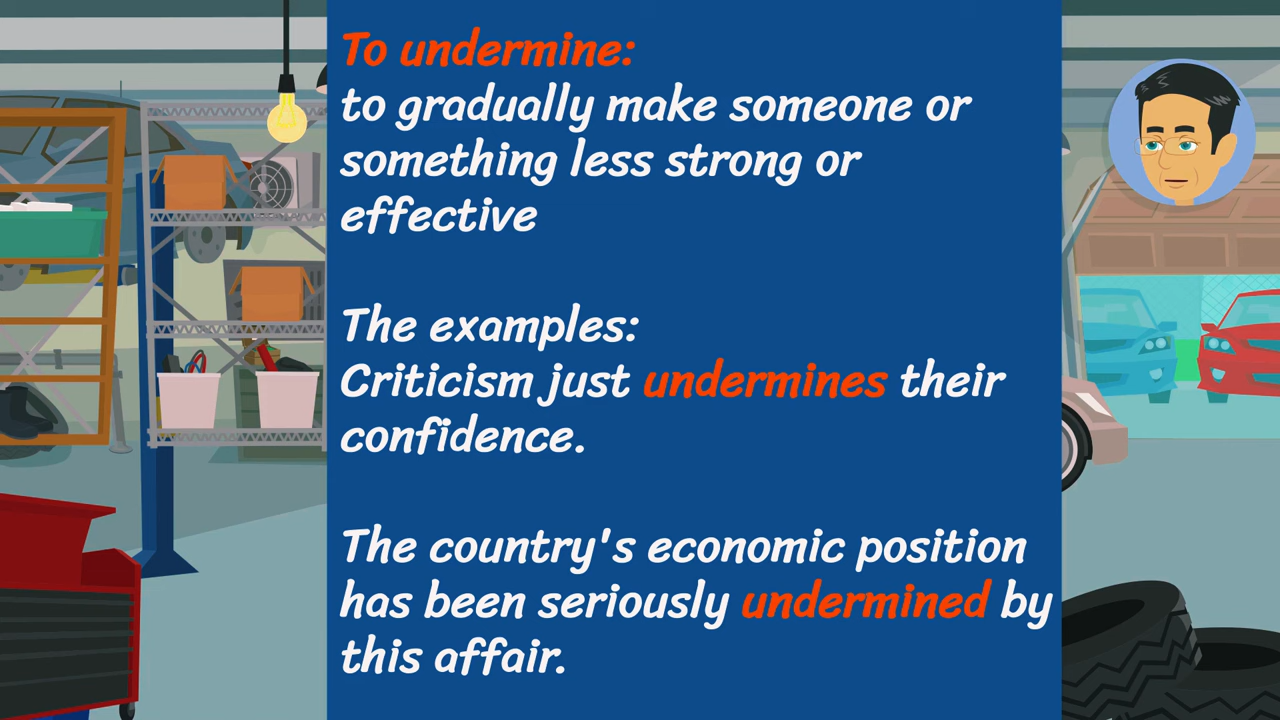 To undermine:
to gradually make someone or
something less strong or
effective
The examples:
Criticism just undermines their
confidence.
The country's economic position
has been seriously undermined by
this affair.